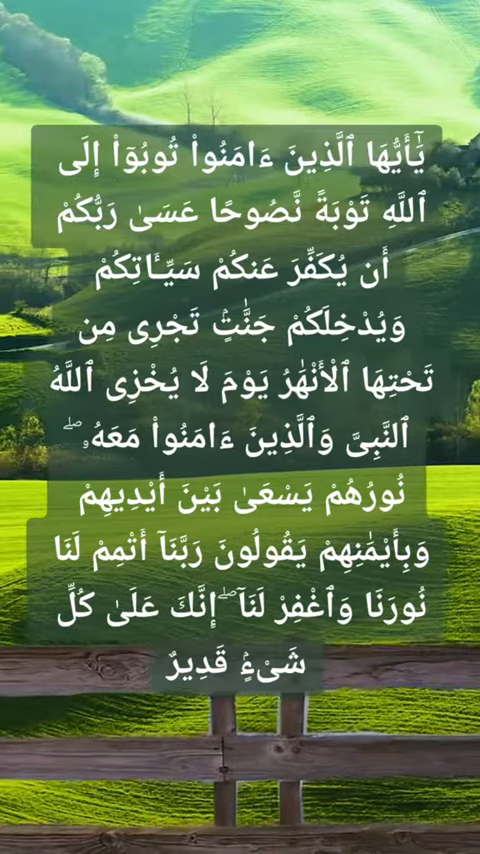 يَٰٓأَيُّهَا ٱلَّذِينَ ءَامَنُوا۟ تُوبُوٓا۟ إِلَى
ٱللَّهِ تَوْبَةً نَّصُوحًا عَسَىٰ رَبُّكُمْ
أَن يُكَفِّرَ عَنكُمْ سَيِّـَٔاتِكُمْ
وَيُدْخِلَكُمْ جَنَّٰتٍۢ تَجْرِى مِن
تَحْتِهَا ٱلْأَنْهَٰرُ يَوْمَ لَا يُخْزِى ٱللَّهُ
ٱلنَّبِىَّ وَٱلَّذِينَ ءَامَنُوا۟ مَعَهُۥ ۖ
نُورُهُمْ يَسْعَىٰ بَيْنَ أَيْدِيهِمْ
وَبِأَيْمَٰنِهِمْ يَقُولُونَ رَبَّنَآ أَتْمِمْ لَنَا
نُورَنَا وَٱغْفِرْ لَنَآ ۖ إِنَّكَ عَلَىٰ كُلِّ
شَىْءٍۢ قَدِيرٌ